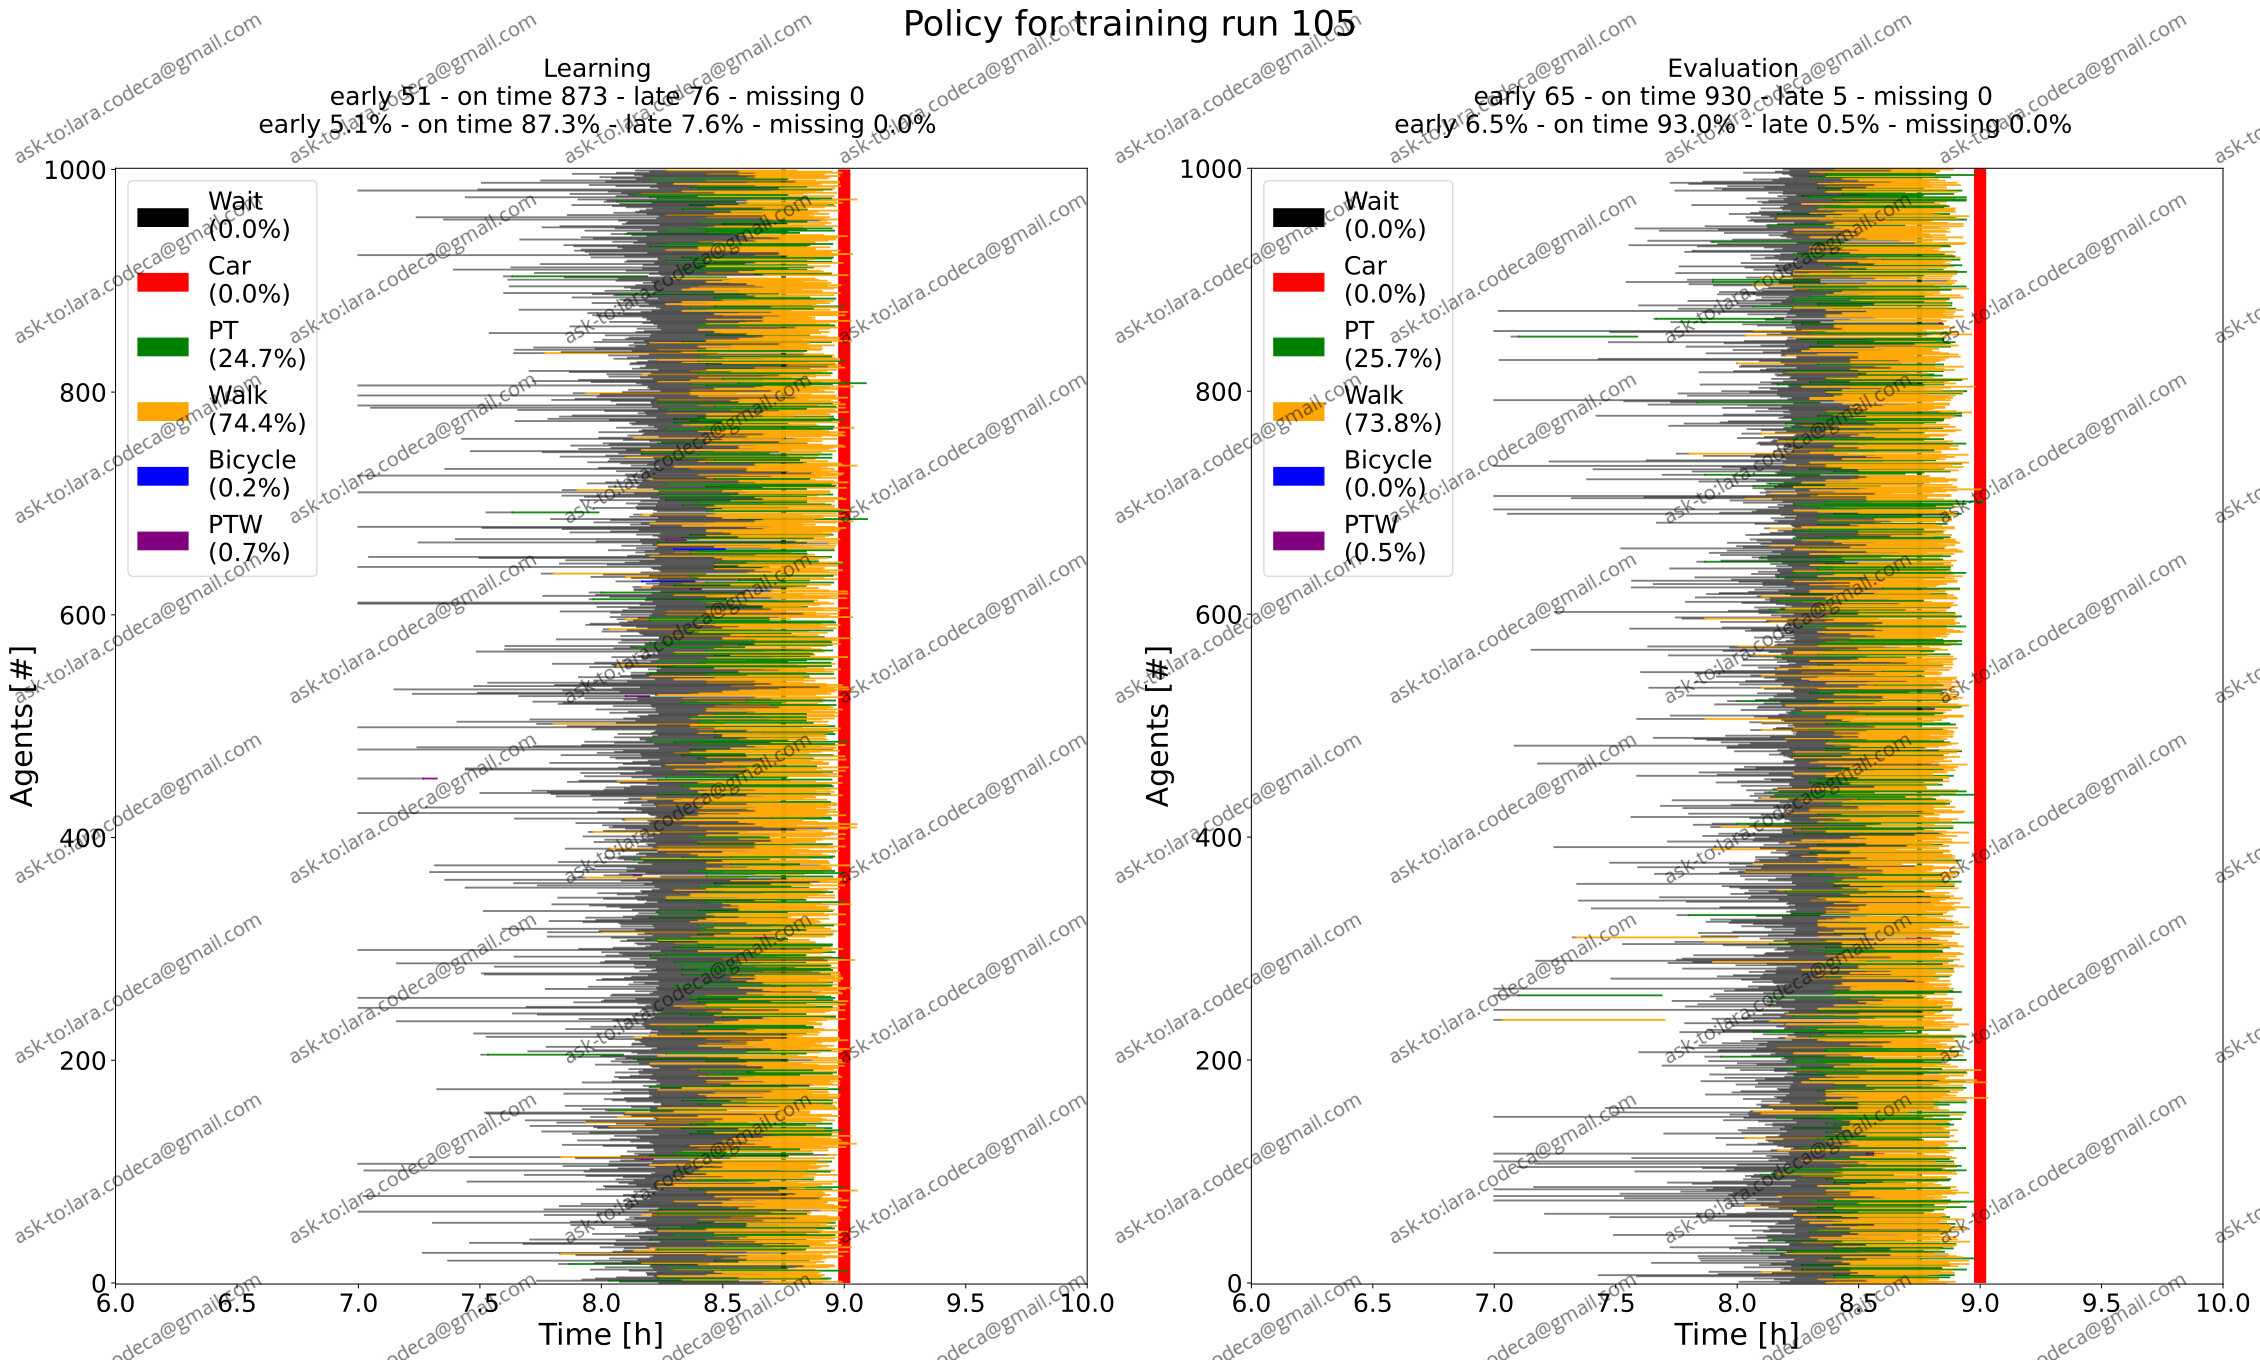 Policy for training run 105
Learning
early 51 - on time 873 - late 76 - missing 0
early 5.1% - on time 87.3% - late 7.6% - missing 0.0%
1000
800
600
400
200
0
Agents [#]
Wait
(0.0%)
Car
(0.0%)
PT
(24.7%)
Walk
(74.4%)
Bicycle
(0.2%)
PTW
(0.7%)
6.0 6.5 7.0 7.5 8.0 8.5 9.0 9.5 10.0
Time [h]
Evaluation
early 65 - on time 930 - late 5 - missing 0
early 6.5% - on time 93.0% - late 0.5% - missing 0.0%
1000
800
600
400
200
0
Agents [#]
Wait
(0.0%)
Car
(0.0%)
PT
(25.7%)
Walk
(73.8%)
Bicycle
(0.0%)
PTW
(0.5%)
6.0 6.5 7.0 7.5 8.0 8.5 9.0 9.5 10.0
Time [h]
ask-to:lara.codeca@gmail.com